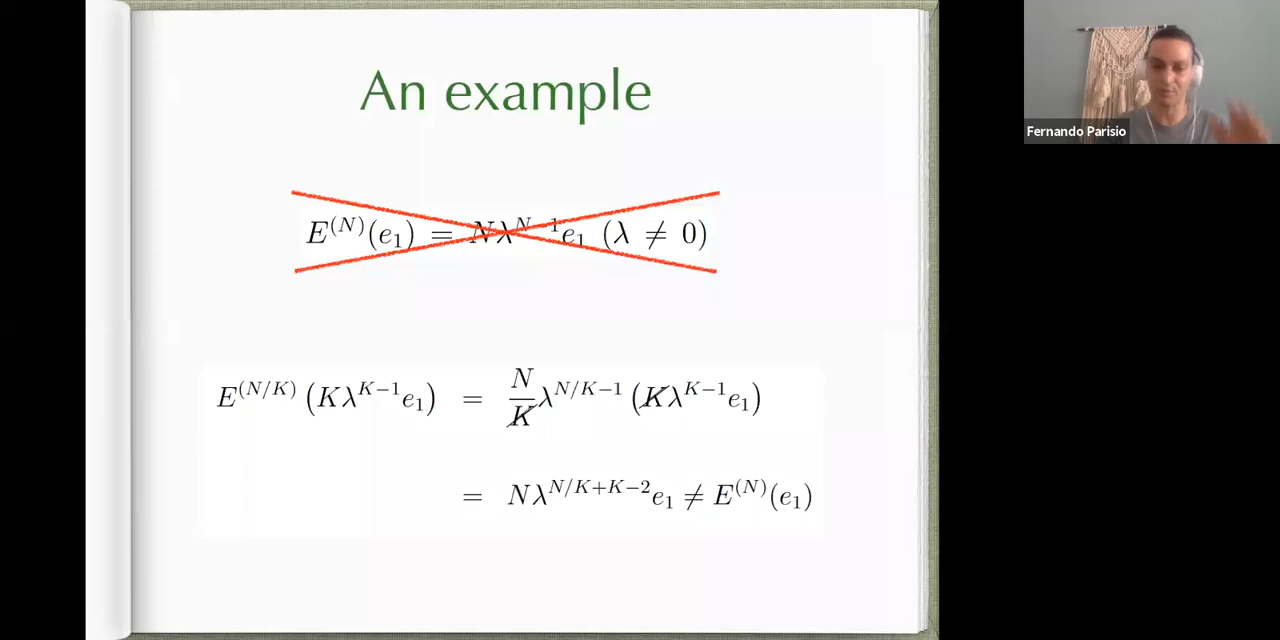 An example
E^{(N)}(e_1) = Nλ^{N-1}e_1 (λ ≠ 0)
E^{(N/K)}(Kλ^{K-1}e_1) = \frac{N}{K}λ^{N/K-1}(Kλ^{K-1}e_1)
= Nλ^{N/K+K-2}e_1 ≠ E^{(N)}(e_1)
Fernando Parisio